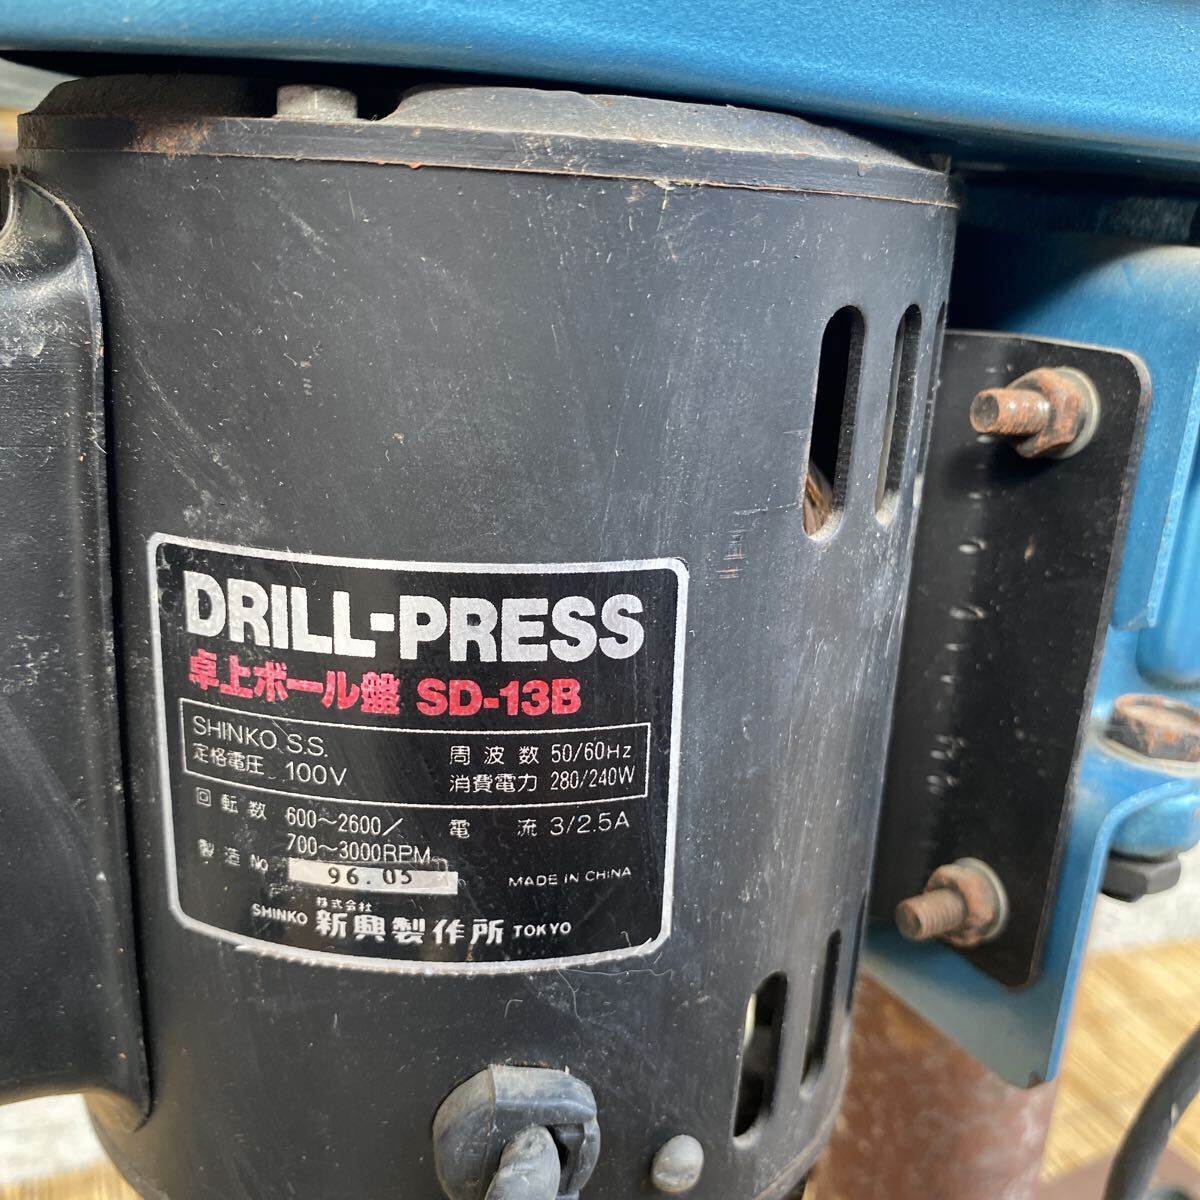 DRILL-PRESS
卓上ボール盤 SD-13B
SHINKO S.S.
定格電圧 100V
周波数 50/60Hz
消費電力 280/240W
回転数 600～2600/
700～3000RPM
電流 3/2.5A
製造No 96.05
MADE IN CHINA
株式会社
SHINKO 新興製作所 TOKYO